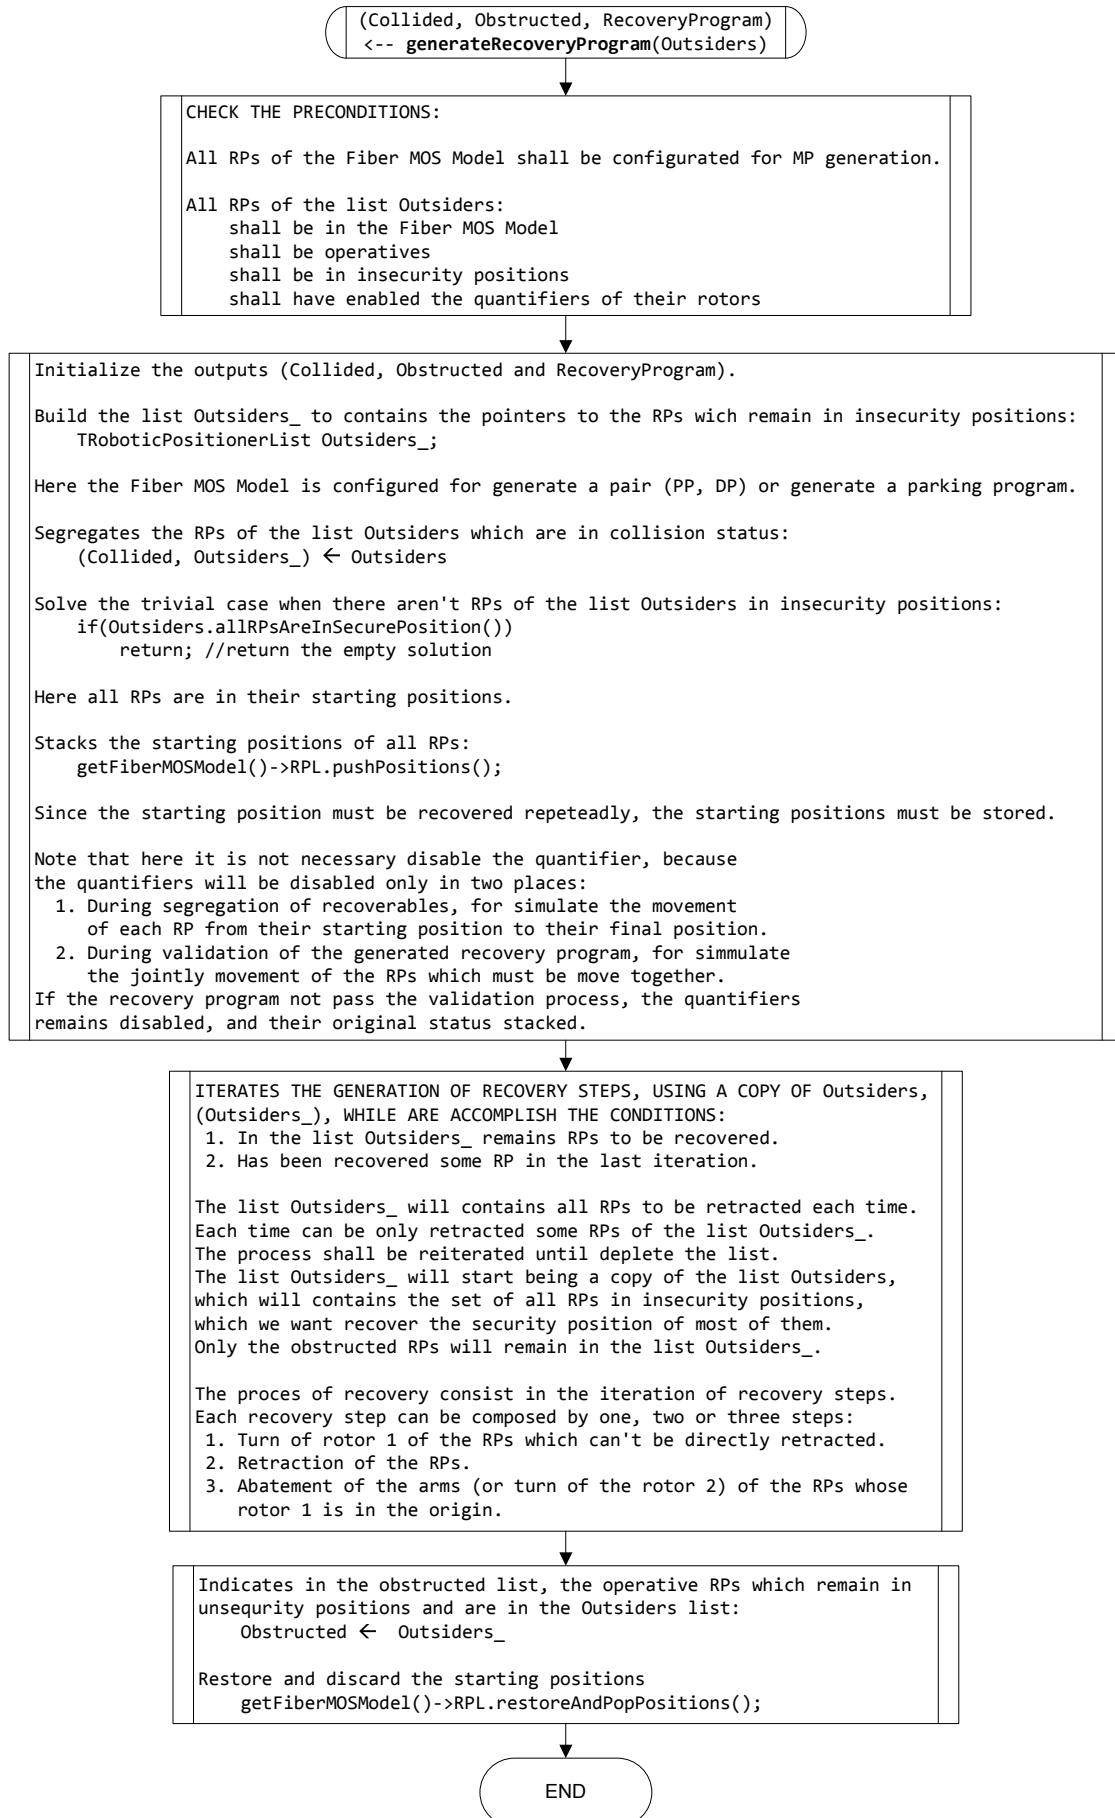 (Collided, Obstructed, RecoveryProgram)
<-- generateRecoveryProgram(Outsiders)
CHECK THE PRECONDITIONS:
All RPs of the Fiber MOS Model shall be configurated for MP generation.
All RPs of the list Outsiders:
shall be in the Fiber MOS Model
shall be operatives
shall be in insecurity positions
shall have enabled the quantifiers of their rotors
Initialize the outputs (Collided, Obstructed and RecoveryProgram).
Build the list Outsiders_ to contains the pointers to the RPs wich remain in insecurity positions:
TRoboticPositionerList Outsiders_;
Here the Fiber MOS Model is configured for generate a pair (PP, DP) or generate a parking program.
Segregates the RPs of the list Outsiders which are in collision status:
(Collided, Outsiders_) ← Outsiders
Solve the trivial case when there aren't RPs of the list Outsiders in insecurity positions:
if(Outsiders.allRPsAreInSecurePosition())
return; //return the empty solution
Here all RPs are in their starting positions.
Stacks the starting positions of all RPs:
getFiberMOSModel()->RPL.pushPositions();
Since the starting position must be recovered repeteadly, the starting positions must be stored.
Note that here it is not necessary disable the quantifier, because
the quantifiers will be disabled only in two places:
1. During segregation of recoverables, for simulate the movement
of each RP from their starting position to their final position.
2. During validation of the generated recovery program, for simmulate
the jointly movement of the RPs which must be move together.
If the recovery program not pass the validation process, the quantifiers
remains disabled, and their original status stacked.
ITERATES THE GENERATION OF RECOVERY STEPS, USING A COPY OF Outsiders,
(Outsiders_), WHILE ARE ACCOMPLISH THE CONDITIONS:
1. In the list Outsiders_ remains RPs to be recovered.
2. Has been recovered some RP in the last iteration.
The list Outsiders_ will contains all RPs to be retracted each time.
Each time can be only retracted some RPs of the list Outsiders_.
The process shall be reiterated until deplete the list.
The list Outsiders_ will start being a copy of the list Outsiders,
which will contains the set of all RPs in insecurity positions,
which we want recover the security position of most of them.
Only the obstructed RPs will remain in the list Outsiders_.
The proces of recovery consist in the iteration of recovery steps.
Each recovery step can be composed by one, two or three steps:
1. Turn of rotor 1 of the RPs which can't be directly retracted.
2. Retraction of the RPs.
3. Abatement of the arms (or turn of the rotor 2) of the RPs whose
rotor 1 is in the origin.
Indicates in the obstructed list, the operative RPs which remain in
unsequrity positions and are in the Outsiders list:
Obstructed ← Outsiders_
Restore and discard the starting positions
getFiberMOSModel()->RPL.restoreAndPopPositions();
END